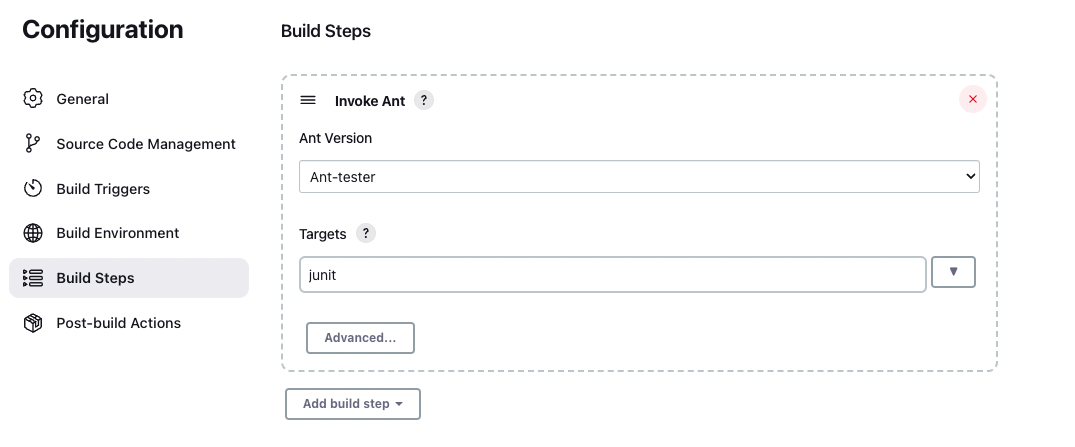 Configuration
General
Source Code Management
Build Triggers
Build Environment
Build Steps
Post-build Actions
Build Steps
Invoke Ant ?
Ant Version
Ant-tester
Targets ?
junit
Advanced...
Add build step